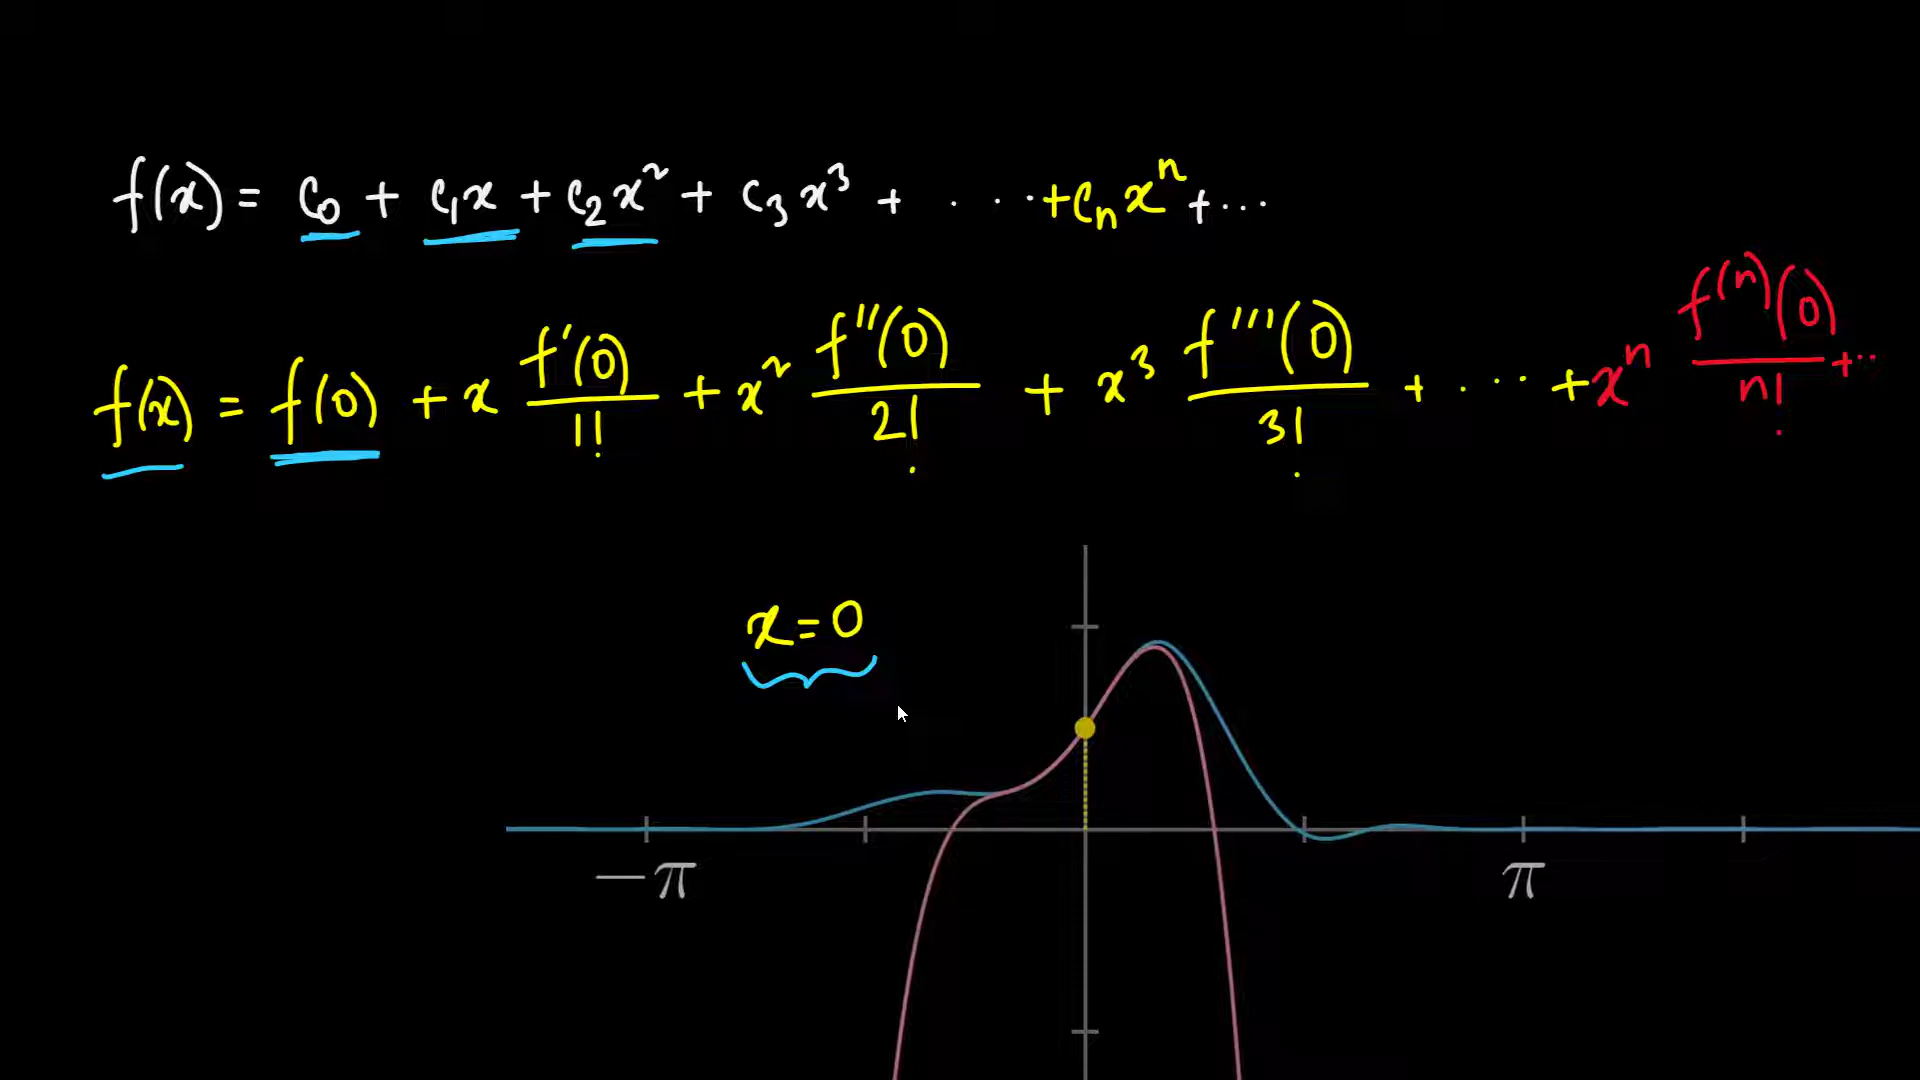 f(x) = c₀ + c₁x + c₂x² + c₃x³ + · ··· + cₙxⁿ + ···
f(x) = f(0) + x f'(0)/1! + x² f''(0)/2! + x³ f'''(0)/3! + ··· + xⁿ f⁽ⁿ⁾(0)/n! + ···
x = 0
−π π